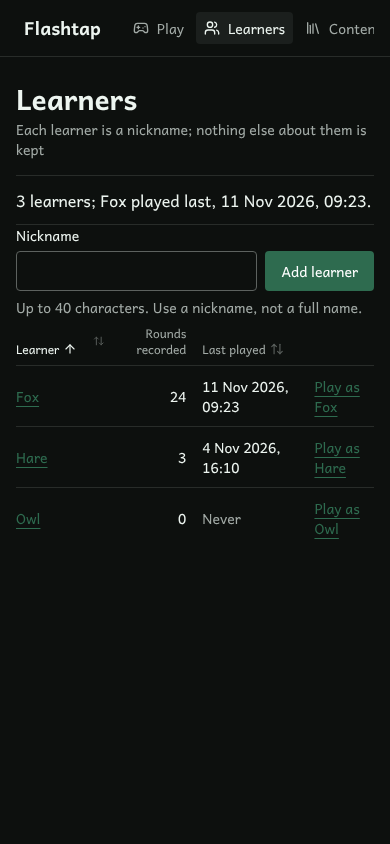 Flashtap
Play
Learners
Conten
Learners
Each learner is a nickname; nothing else about them is
kept
3 learners; Fox played last, 11 Nov 2026, 09:23.
Nickname
Add learner
Up to 40 characters. Use a nickname, not a full name.
Learner
Rounds
recorded
Last played
Fox
24
11 Nov 2026,
09:23
Play as
Fox
Hare
3
4 Nov 2026,
16:10
Play as
Hare
Owl
0
Never
Play as
Owl